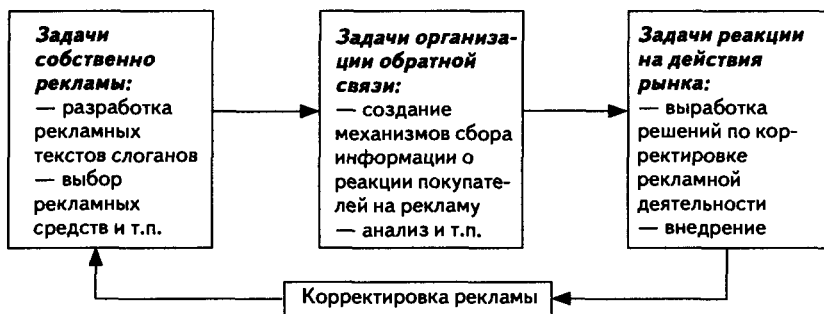 Задачи
собственно
рекламы:
— разработка
рекламных
текстов слоганов
— выбор
рекламных
средств и т.п.
Задачи организа-
ции обратной
связи:
— создание
механизмов сбора
информации о
реакции покупате-
лей на рекламу
— анализ и т.п.
Задачи реакции
на действия
рынка:
— выработка
решений по кор-
ректировке
рекламной
деятельности
— внедрение
Корректировка рекламы